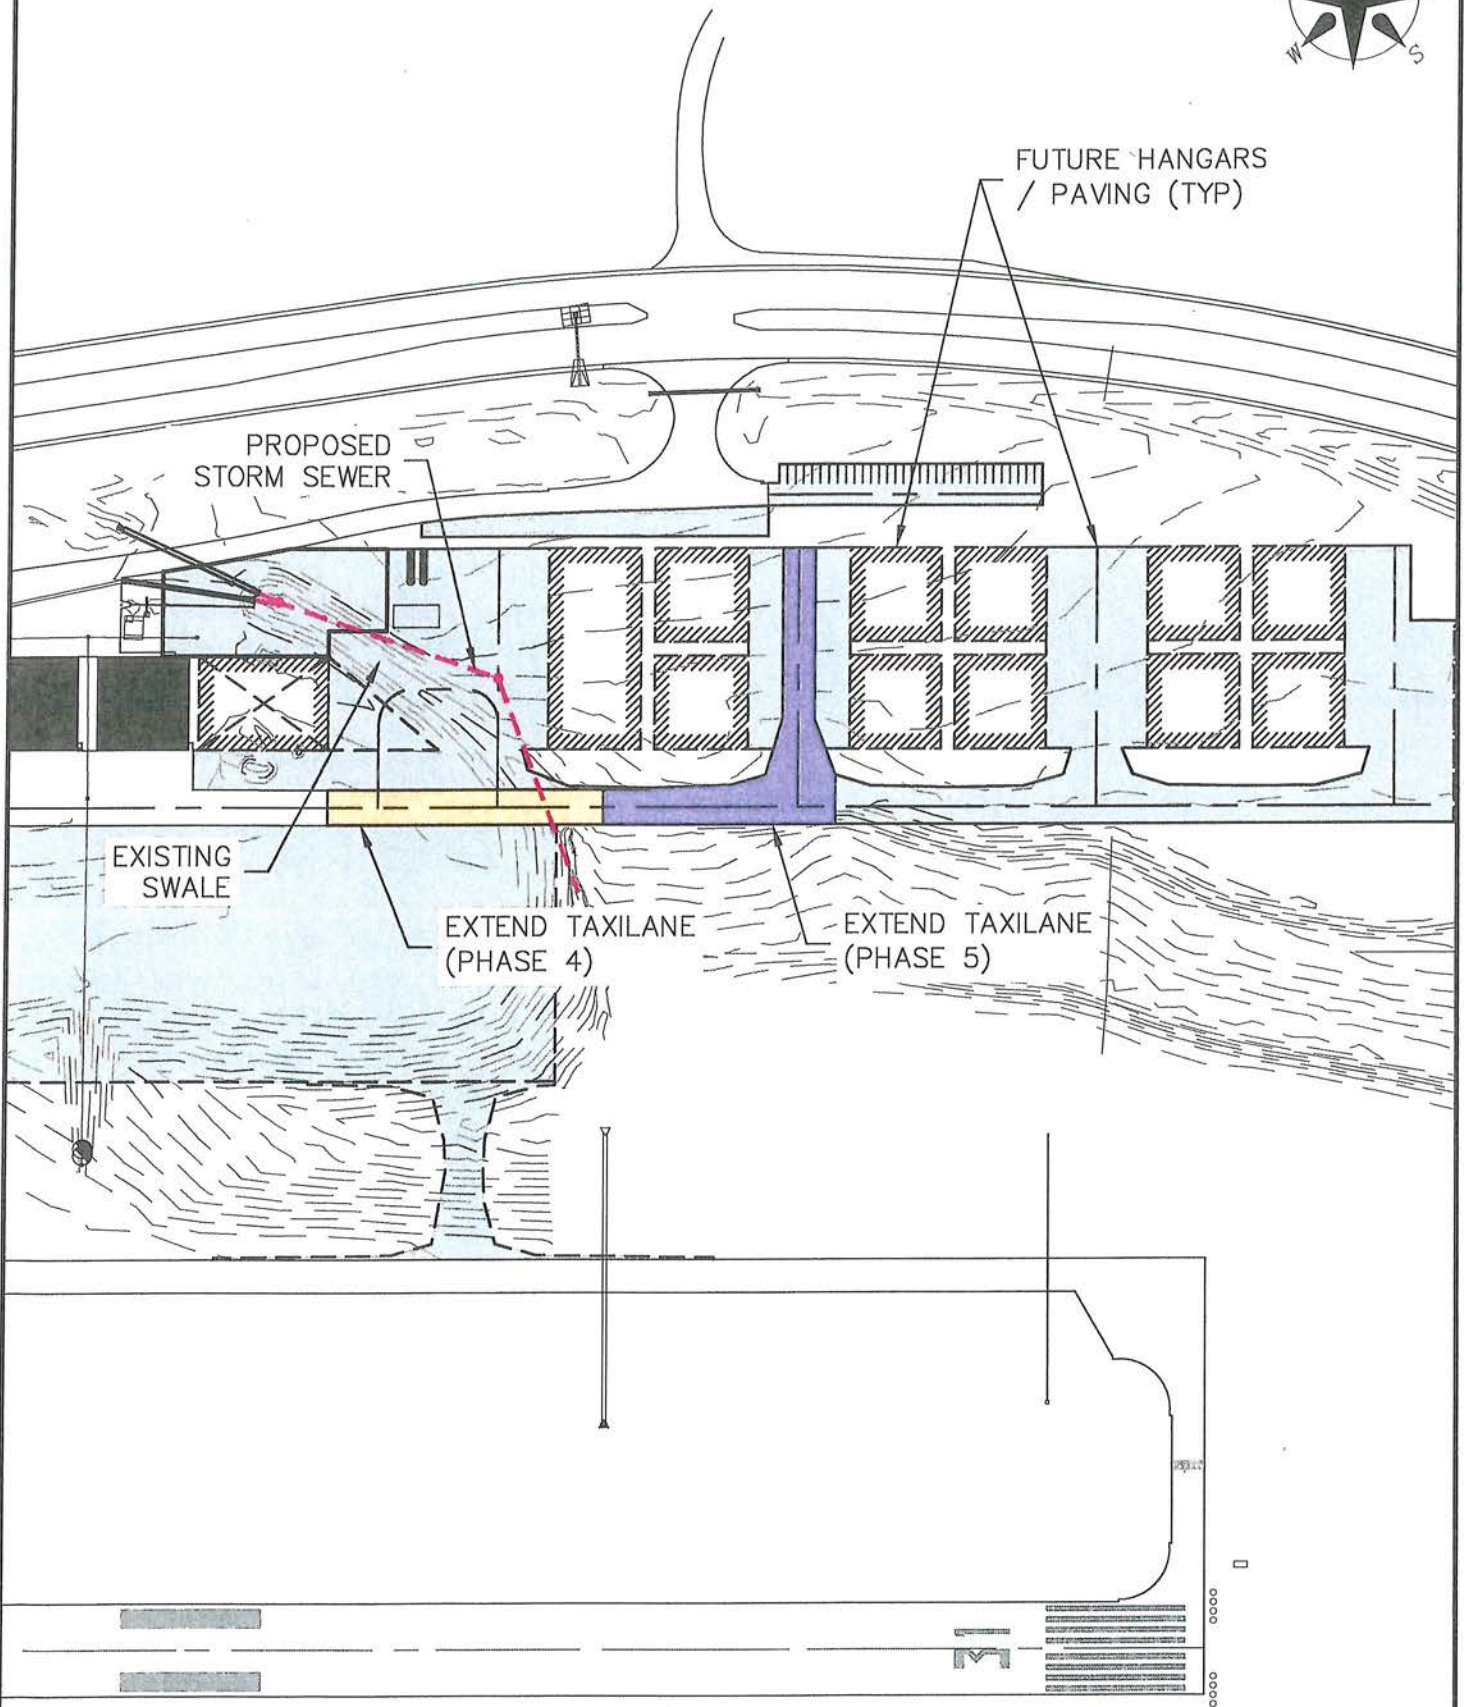 W
S
FUTURE HANGARS
/ PAVING (TYP)
PROPOSED
STORM SEWER
EXISTING
SWALE
EXTEND TAXILANE
(PHASE 4)
EXTEND TAXILANE
(PHASE 5)